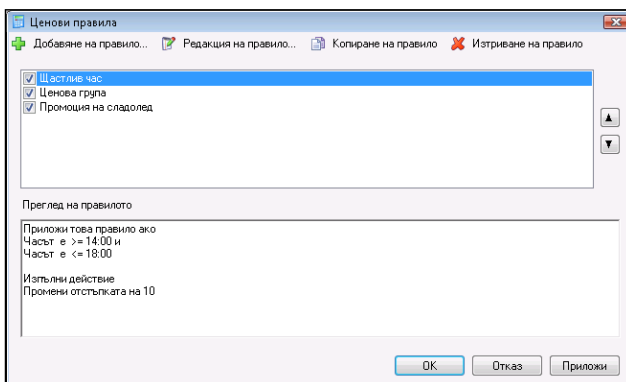 Ценови правила
Добавяне на правило... Редакция на правило... Копиране на правило Изтриване на правило
Щастлив час
Ценова група
Промоция на сладолед
Преглед на правилото
Приложи това правило ако
Часът е >= 14:00 и
Часът е <= 18:00
Изпълни действие
Промени отстъпката на 10
OK Отказ Приложи